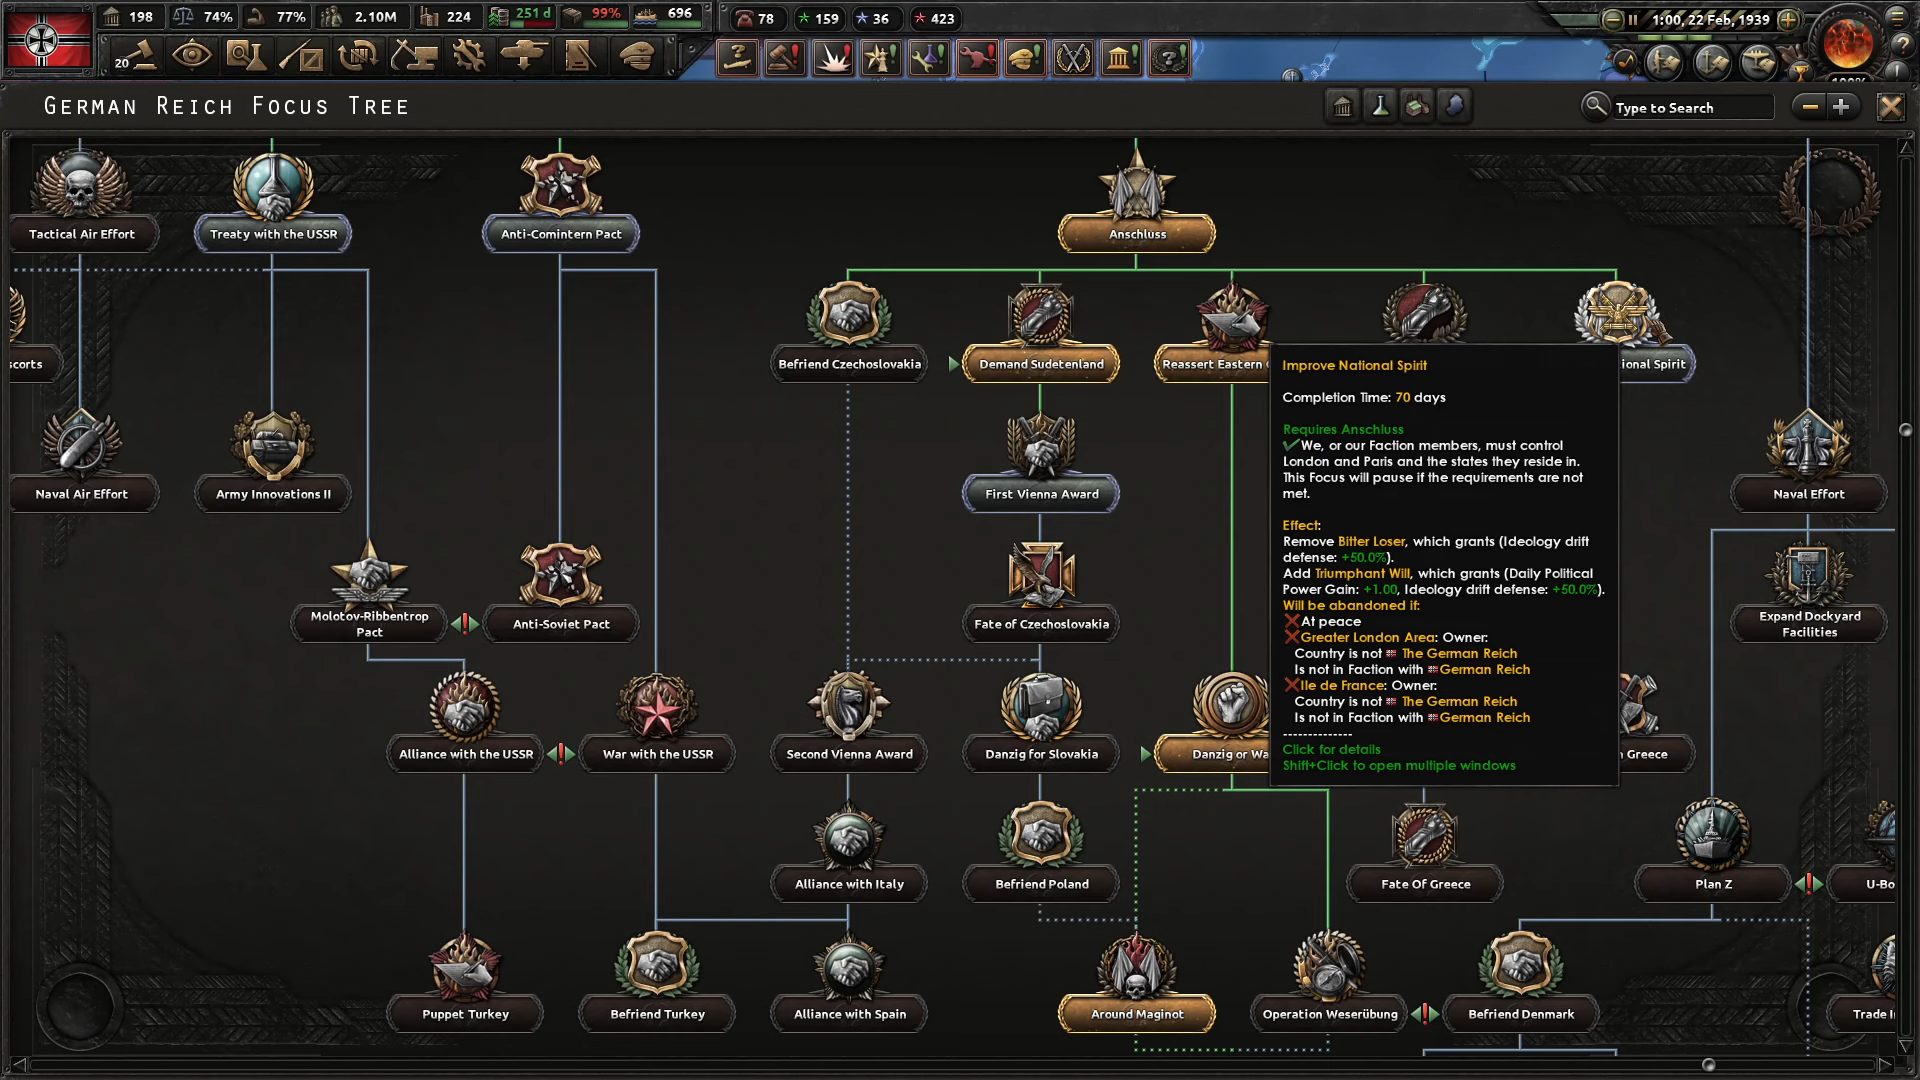 198
74%
77%
2.10M
224
251 d
99%
696
78
159
36
423
1:00, 22 Feb, 1939
20
100%
German Reich Focus Tree
Type to Search
Tactical Air Effort
Treaty with the USSR
Anti-Comintern Pact
Anschluss
scorts
Befriend Czechoslovakia
Demand Sudetenland
Reassert Eastern
ional Spirit
Improve National Spirit
Completion Time: 70 days
Requires Anschluss
We, or our Faction members, must control
London and Paris and the states they reside in.
This Focus will pause if the requirements are not
met.
Effect:
Remove Bitter Loser, which grants (Ideology drift
defense: +50.0%).
Add Triumphant Will, which grants (Daily Political
Power Gain: +1.00, Ideology drift defense: +50.0%).
Will be abandoned if:
At peace
Greater London Area: Owner:
Country is not The German Reich
Is not in Faction with German Reich
Ile de France: Owner:
Country is not The German Reich
Is not in Faction with German Reich
--------------
Click for details
Shift+Click to open multiple windows
Naval Air Effort
Army Innovations II
First Vienna Award
Naval Effort
Molotov-Ribbentrop
Pact
Anti-Soviet Pact
Fate of Czechoslovakia
Expand Dockyard
Facilities
Alliance with the USSR
War with the USSR
Second Vienna Award
Danzig for Slovakia
Danzig or Wa
Greece
Alliance with Italy
Befriend Poland
Fate Of Greece
Plan Z
U-Bo
Puppet Turkey
Befriend Turkey
Alliance with Spain
Around Maginot
Operation Weserübung
Befriend Denmark
Trade I